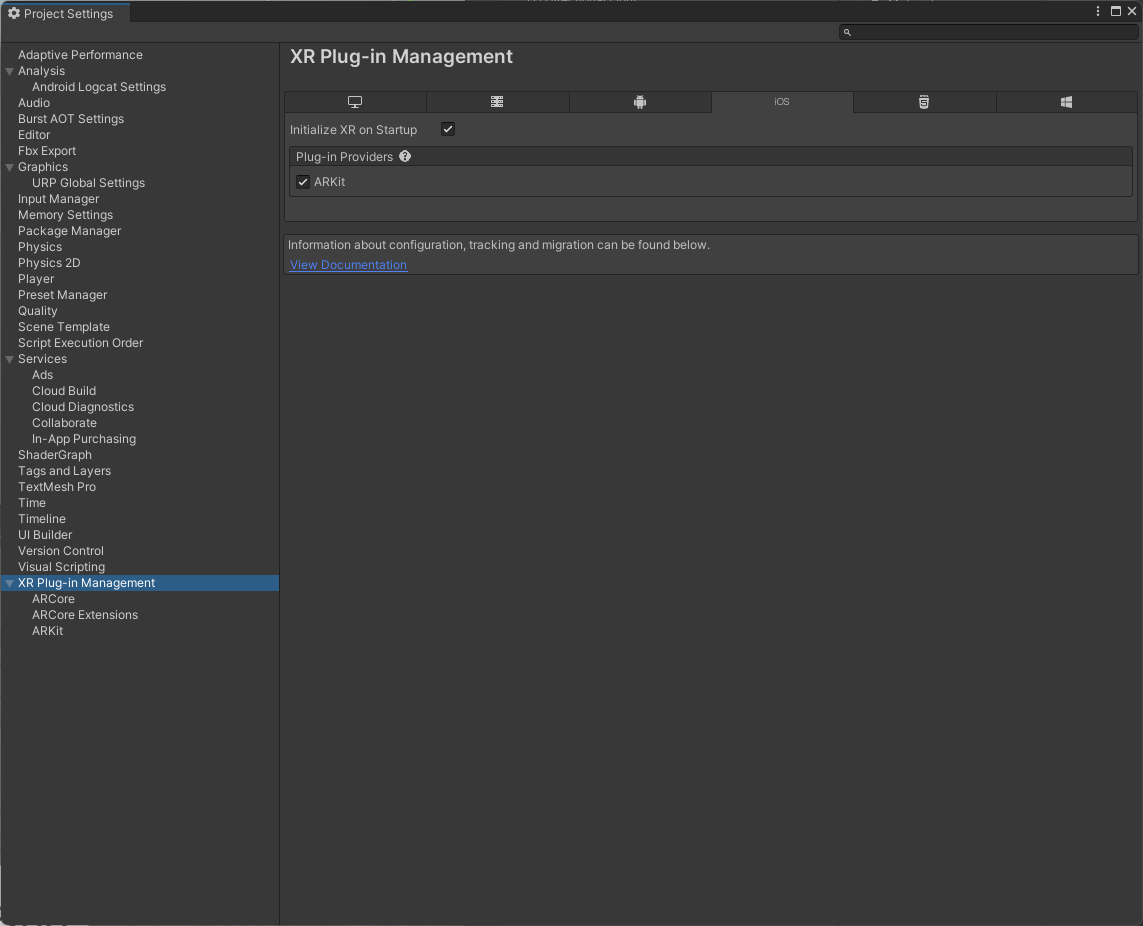 Project Settings
Adaptive Performance
Analysis
Android Logcat Settings
Audio
Burst AOT Settings
Editor
Fbx Export
Graphics
URP Global Settings
Input Manager
Memory Settings
Package Manager
Physics
Physics 2D
Player
Preset Manager
Quality
Scene Template
Script Execution Order
Services
Ads
Cloud Build
Cloud Diagnostics
Collaborate
In-App Purchasing
ShaderGraph
Tags and Layers
TextMesh Pro
Time
Timeline
UI Builder
Version Control
Visual Scripting
XR Plug-in Management
ARCore
ARCore Extensions
ARKit
XR Plug-in Management
iOS
Initialize XR on Startup
Plug-in Providers
ARKit
Information about configuration, tracking and migration can be found below.
View Documentation